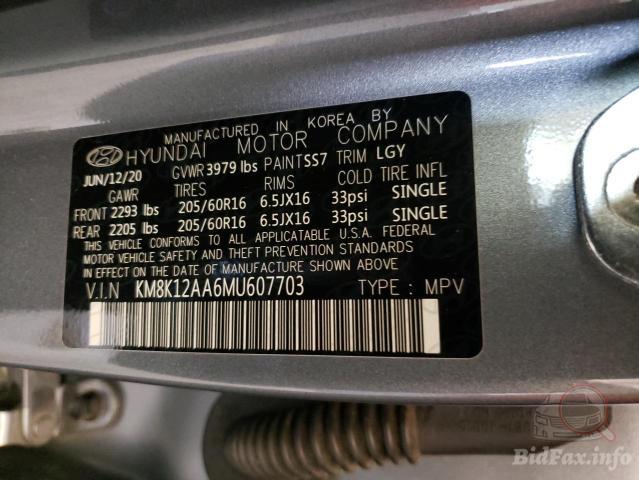 MANUFACTURED IN KOREA BY
HYUNDAI MOTOR COMPANY
JUN/12/20 GVWR 3979 lbs PAINT SS7 TRIM LGY
GAWR TIRES RIMS COLD TIRE INFL
FRONT 2293 lbs 205/60R16 6.5JX16 33psi SINGLE
REAR 2205 lbs 205/60R16 6.5JX16 33psi SINGLE
THIS VEHICLE CONFORMS TO ALL APPLICATABLE U.S.A. FEDERAL
MOTOR VEHICLE SAFETY AND THEFT PREVENTION STANDARDS
IN EFFECT ON THE DATE OF MANUFACTURE SHOWN ABOVE
V.I.N KM8K12AA6MU607703 TYPE : MPV
BidFax.info